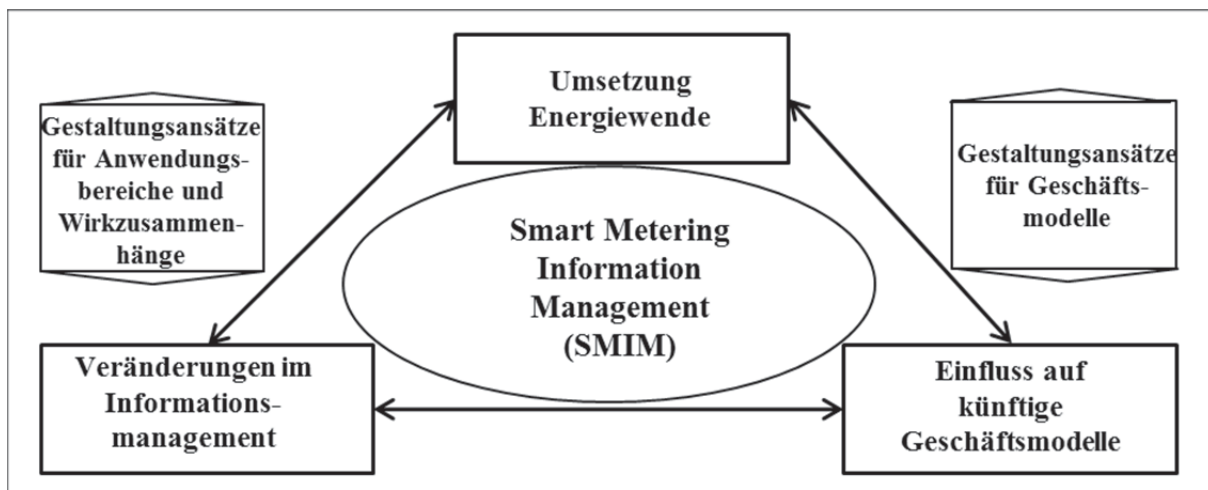 Umsetzung
Energiewende
Gestaltungsansätze
für Anwendungs-
bereiche und
Wirkzusammen-
hänge
Gestaltungsansätze
für Geschäfts-
modelle
Smart Metering
Information
Management
(SMIM)
Veränderungen im
Informations-
management
Einfluss auf
künftige
Geschäftsmodelle